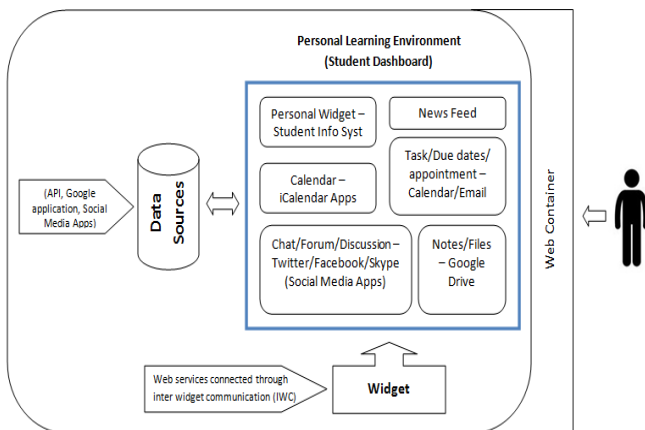 Personal Learning Environment
(Student Dashboard)
Personal Widget –
Student Info Syst
News Feed
Task/Due dates/
appointment –
Calendar/Email
Calendar –
iCalendar Apps
Chat/Forum/Discussion –
Twitter/Facebook/Skype
(Social Media Apps)
Notes/Files
– Google
Drive
(API, Google
application, Social
Media Apps)
Data
Sources
Web Container
Web services connected through
inter widget communication (IWC)
Widget